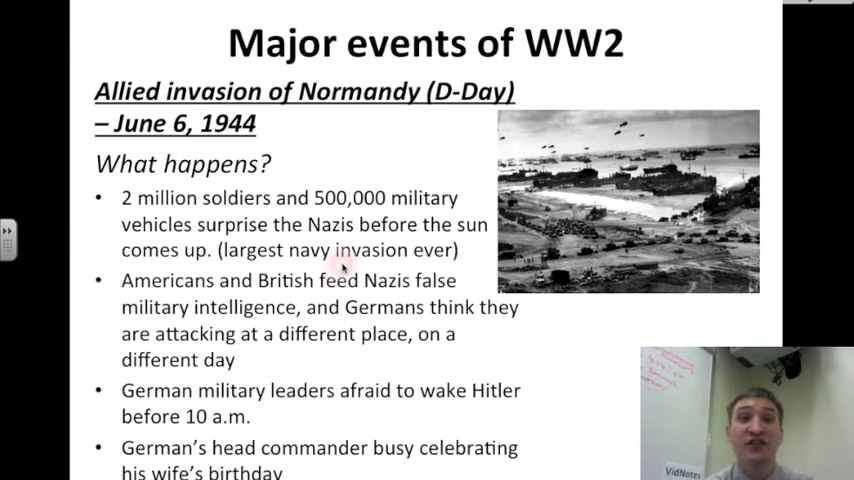 Major events of WW2
Allied invasion of Normandy (D-Day)
– June 6, 1944
What happens?
• 2 million soldiers and 500,000 military
vehicles surprise the Nazis before the sun
comes up. (largest navy invasion ever)
• Americans and British feed Nazis false
military intelligence, and Germans think they
are attacking at a different place, on a
different day
• German military leaders afraid to wake Hitler
before 10 a.m.
• German's head commander busy celebrating
his wife's birthday
VidNotes